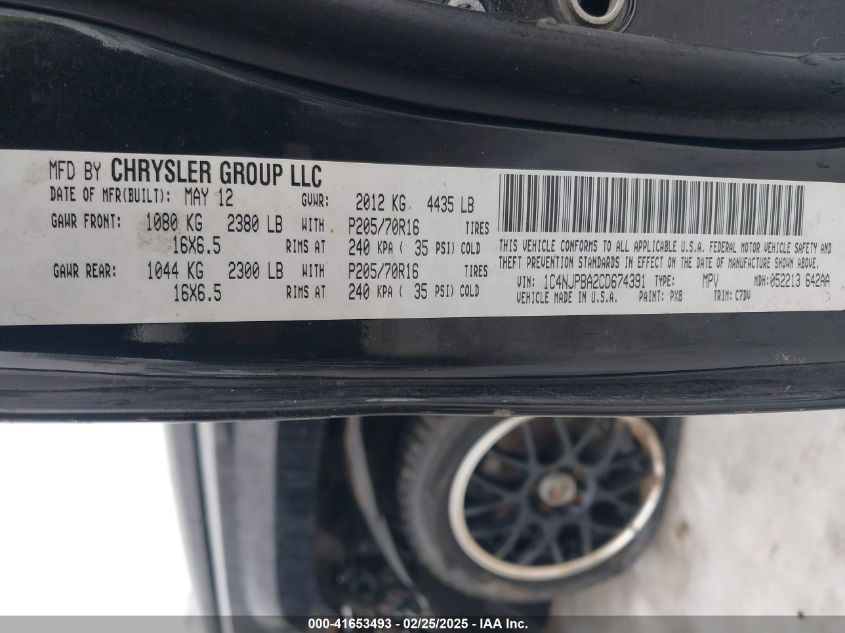 MFD BY CHRYSLER GROUP LLC
DATE OF MFR(BUILT): MAY 12 GVWR: 2012 KG 4435 LB
GAWR FRONT: 1080 KG 2380 LB WITH P205/70R16 TIRES
16X6.5 RIMS AT 240 KPA ( 35 PSI) COLD
GAWR REAR: 1044 KG 2300 LB WITH P205/70R16 TIRES
16X6.5 RIMS AT 240 KPA ( 35 PSI) COLD
THIS VEHICLE CONFORMS TO ALL APPLICABLE U.S.A. FEDERAL MOTOR VEHICLE SAFETY AND
THEFT PREVENTION STANDARDS IN EFFECT ON THE DATE OF MANUFACTURE SHOWN ABOVE.
VIN: 1C4NJPBA2CD674391 TYPE: MPV MDH: 052213 642AA
VEHICLE MADE IN U.S.A. PAINT: PX8 TRIM: C7DV
000-41653493 - 02/25/2025 - IAA Inc.